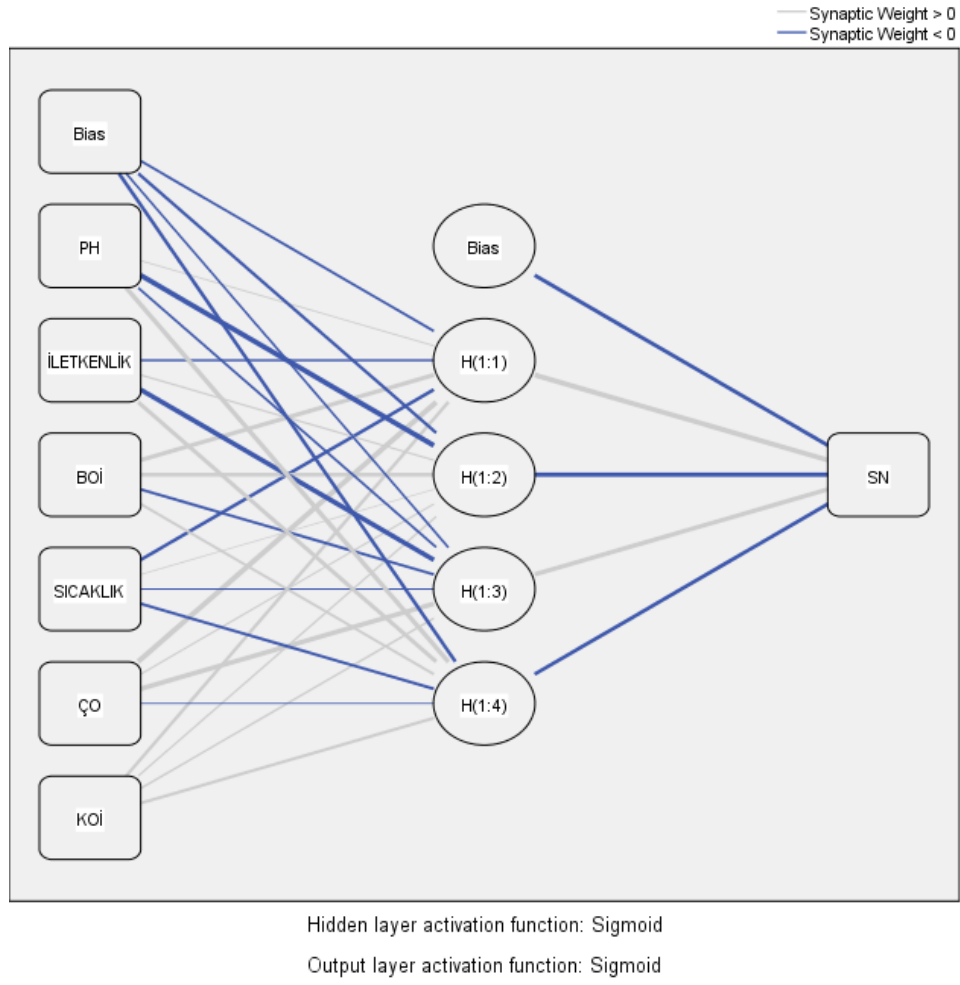 Synaptic Weight > 0
Synaptic Weight < 0
Bias
PH
İLETKENLİK
BOİ
SICAKLIK
ÇO
KOİ
Bias
H(1:1)
H(1:2)
H(1:3)
H(1:4)
SN
Hidden layer activation function: Sigmoid
Output layer activation function: Sigmoid